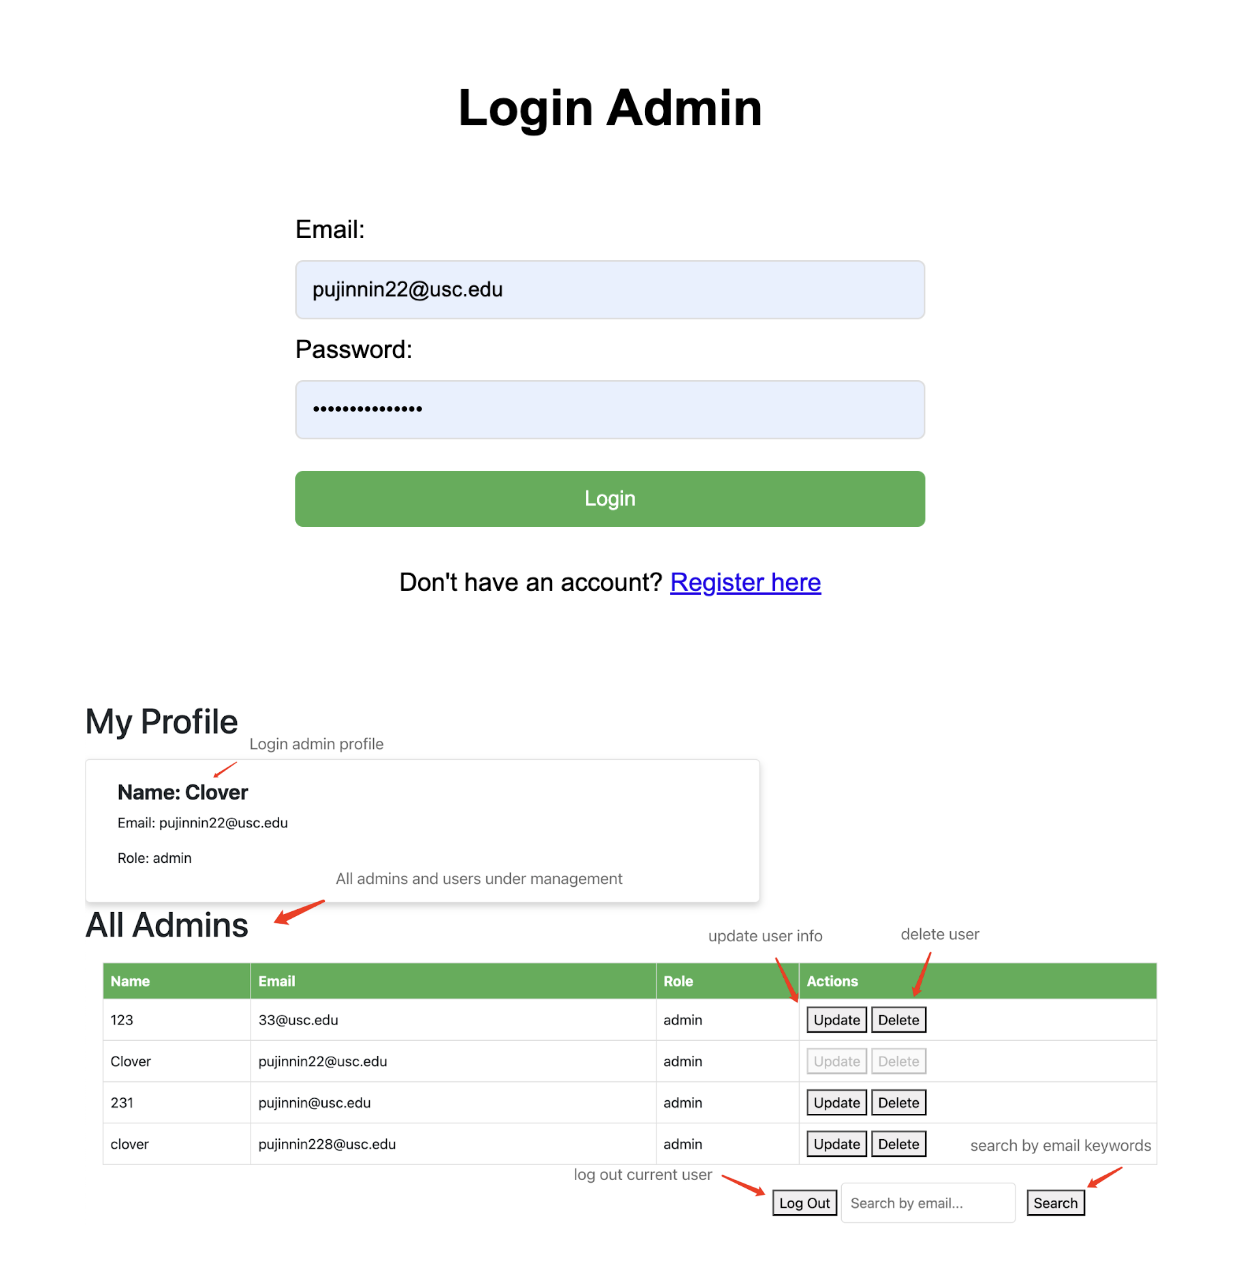 Login Admin
Email:
pujinnin22@usc.edu
Password:
•••••••••••••••
Login
Don't have an account? Register here
My Profile
Login admin profile
Name: Clover
Email: pujinnin22@usc.edu
Role: admin
All admins and users under management
All Admins
update user info
delete user
Name Email Role Actions
123 33@usc.edu admin Update Delete
Clover pujinnin22@usc.edu admin Update Delete
231 pujinnin@usc.edu admin Update Delete
clover pujinnin228@usc.edu admin Update Delete
search by email keywords
log out current user
Log Out Search by email... Search